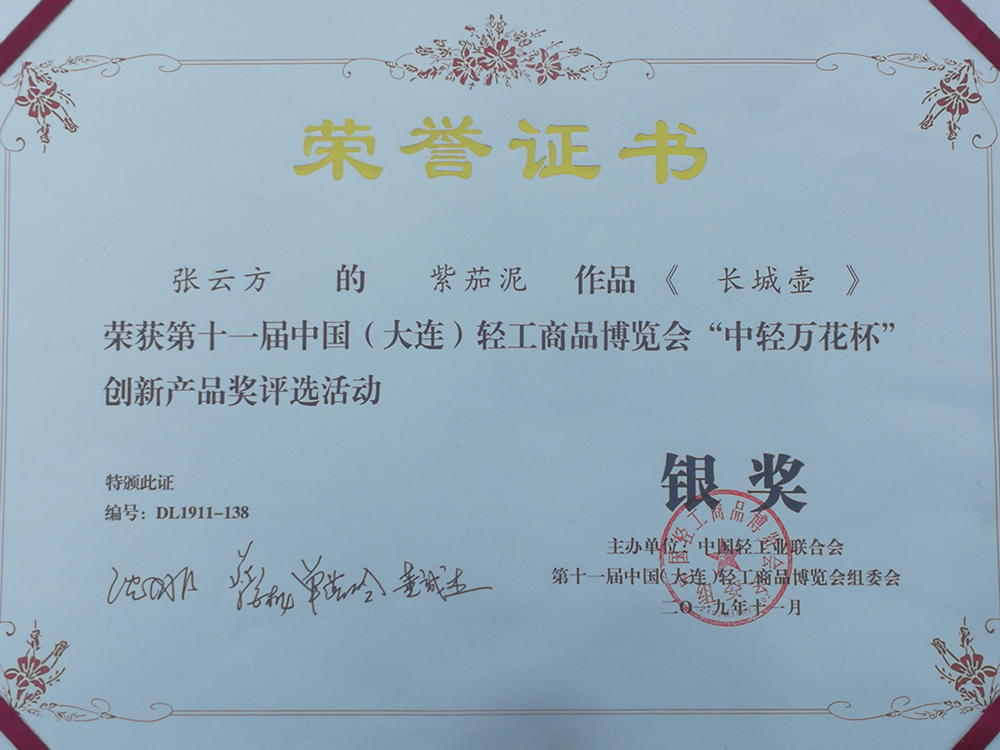 荣誉证书
张云方 的 紫茄泥 作品《 长城壶 》
荣获第十一届中国（大连）轻工商品博览会“中轻万花杯”
创新产品奖评选活动
银奖
特颁此证
编号：DL1911-138
主办单位：中国轻工业联合会
第十一届中国（大连）轻工商品博览会组委会
二〇一九年十一月